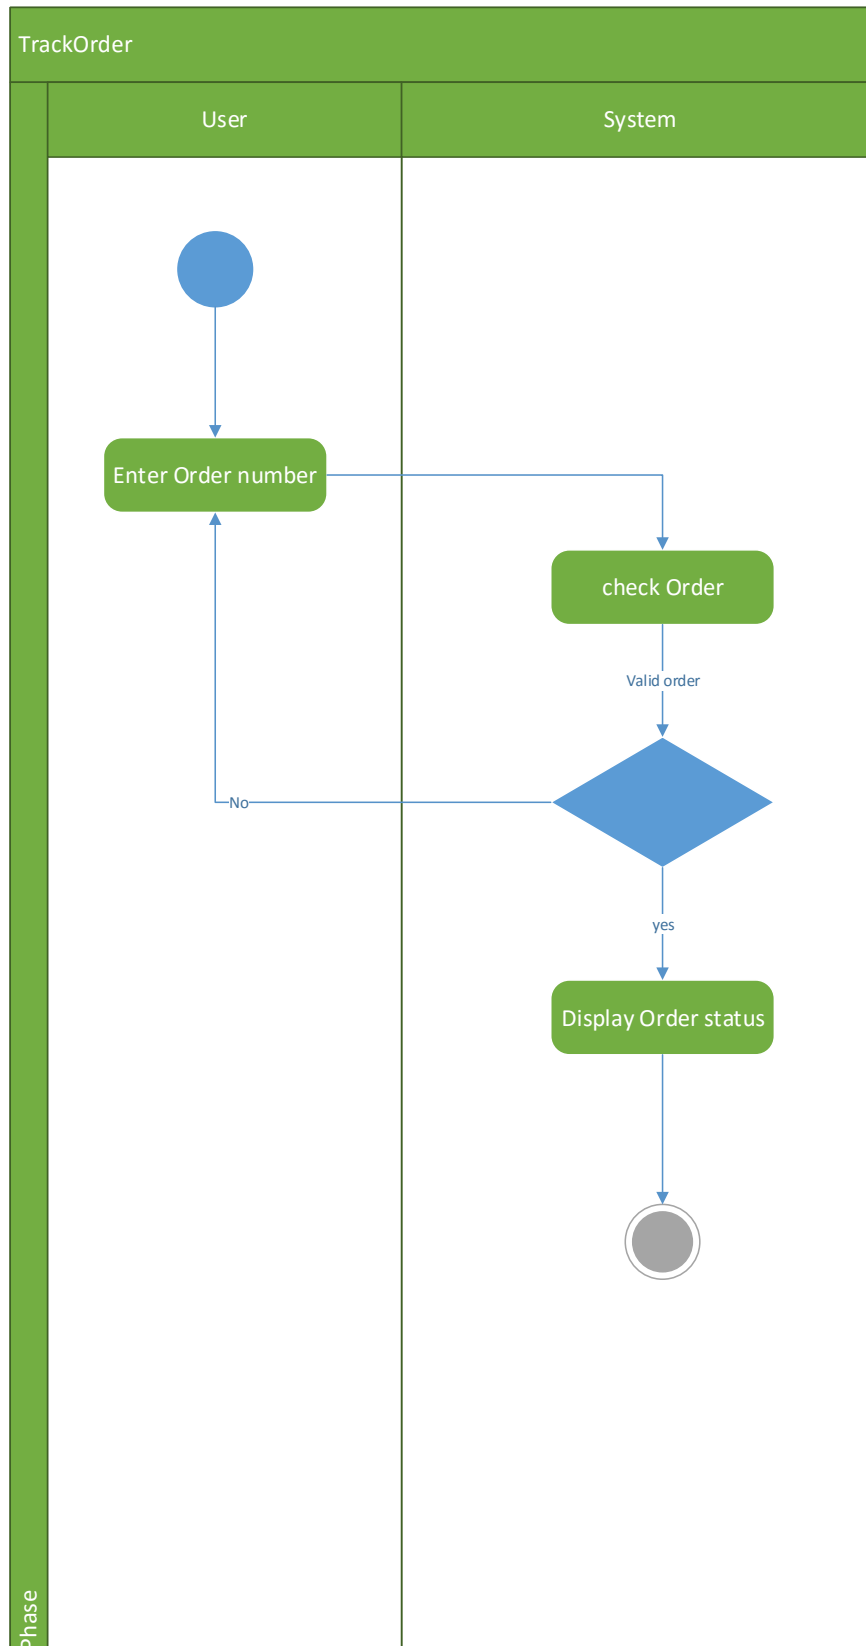 TrackOrder
User
System
Enter Order number
check Order
Valid order
No
yes
Display Order status
Phase